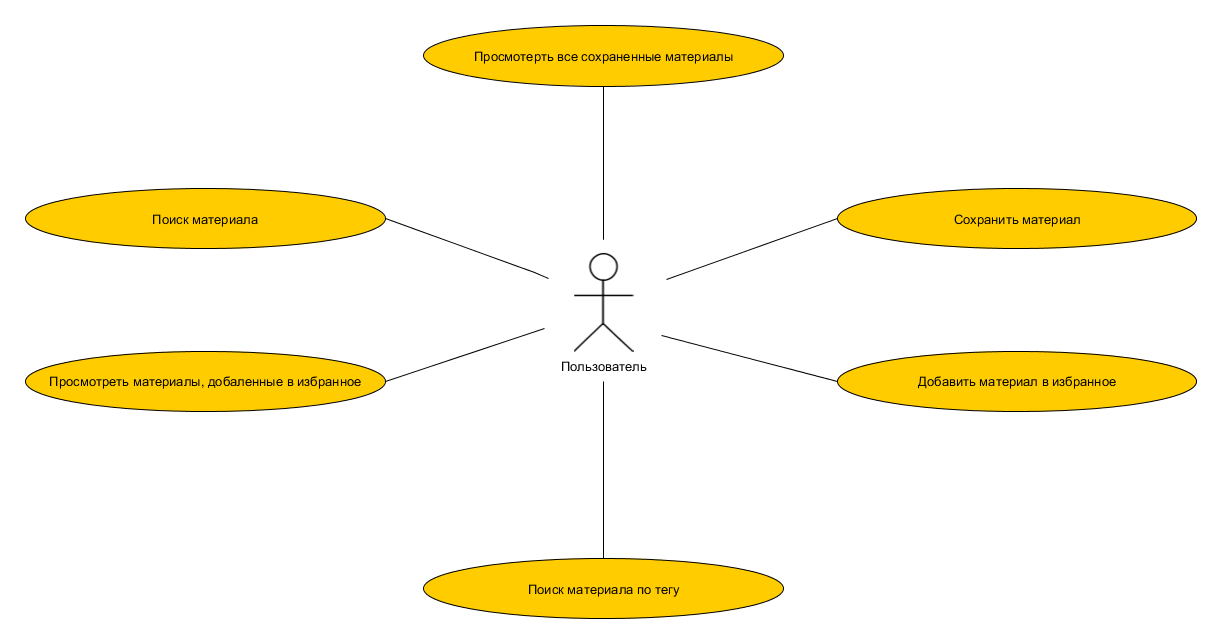 Просмотерть все сохраненные материалы
Поиск материала
Сохранить материал
Пользователь
Просмотреть материалы, добаленные в избранное
Добавить материал в избранное
Поиск материала по тегу